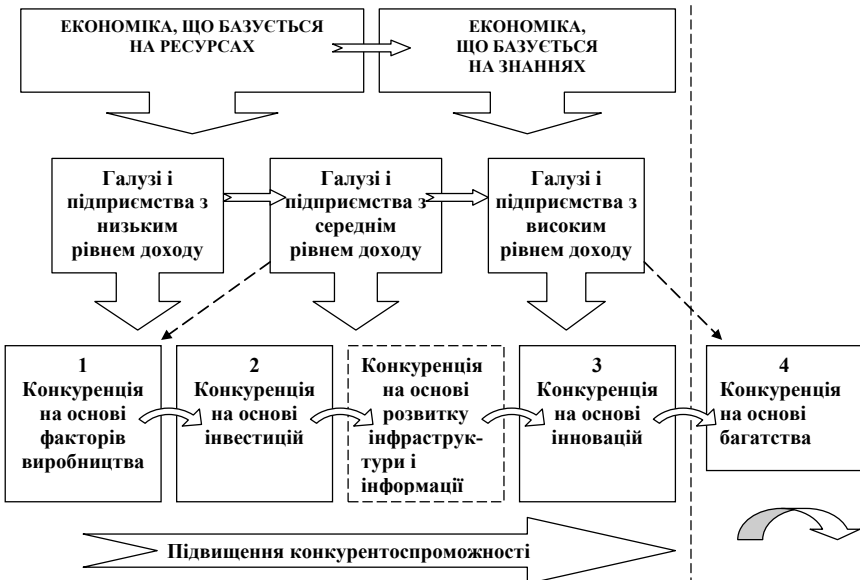 ЕКОНОМІКА, ЩО БАЗУЄТЬСЯ
НА РЕСУРСАХ
ЕКОНОМІКА,
ЩО БАЗУЄТЬСЯ
НА ЗНАННЯХ
Галузі і
підприємства з
низьким
рівнем доходу
Галузі і
підприємства з
середнім
рівнем доходу
Галузі і
підприємства з
високим
рівнем доходу
1
Конкуренція
на основі
факторів
виробництва
2
Конкуренція
на основі
інвестицій
Конкуренція
на основі
розвитку
інфраструк-
тури і
інформації
3
Конкуренція
на основі
інновацій
4
Конкуренція
на основі
багатства
Підвищення конкурентоспроможності